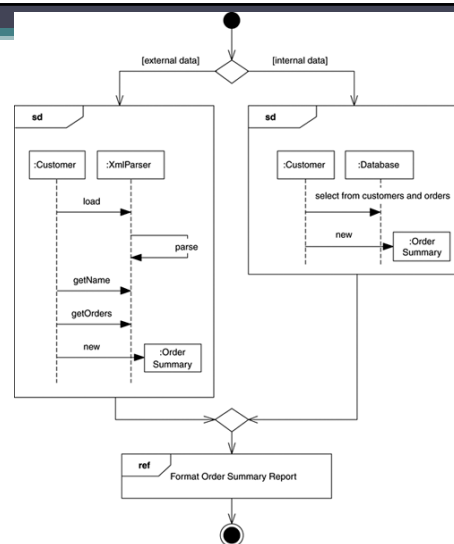 [external data]
[internal data]
sd
:Customer
:XmlParser
load
parse
getName
getOrders
new
:Order
Summary
sd
:Customer
:Database
select from customers and orders
new
:Order
Summary
ref
Format Order Summary Report